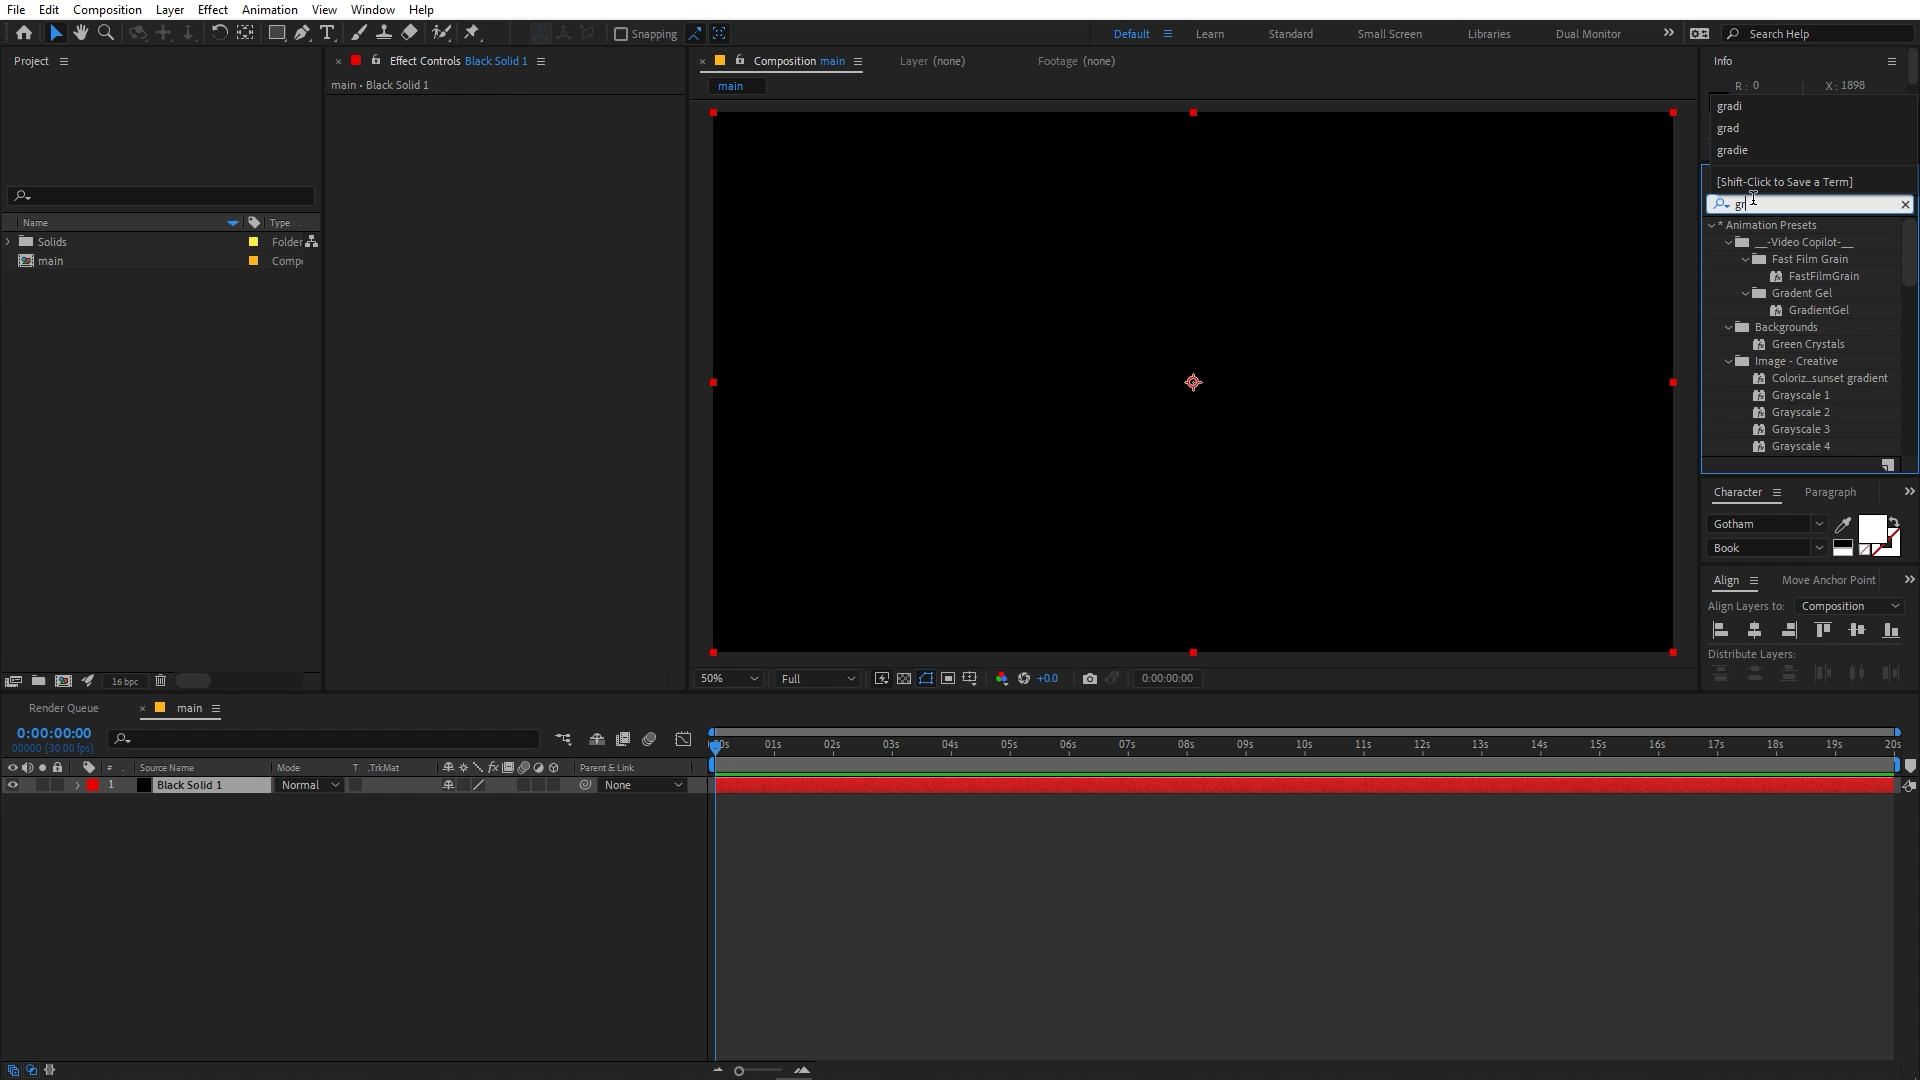 File Edit Composition Layer Effect Animation View Window Help
Snapping Default Learn Standard Small Screen Libraries Dual Monitor Search Help
Project
Effect Controls Black Solid 1
main • Black Solid 1
Composition main Layer (none) Footage (none)
main
Name Type
Solids Folder
main
16 bpc
50% Full +0.0 0:00:00:00
Info
R : 0 X : 1898
gradi
grad
gradie
[Shift-Click to Save a Term]
gr
* Animation Presets
__-Video Copilot-__
Fast Film Grain
FastFilmGrain
Gradent Gel
GradientGel
Backgrounds
Green Crystals
Image - Creative
Coloriz...sunset gradient
Grayscale 1
Grayscale 2
Grayscale 3
Grayscale 4
Character Paragraph
Gotham
Book
Align Move Anchor Point
Align Layers to: Composition
Distribute Layers:
Render Queue main
0:00:00:00
00000 (30.00 fps)
# Source Name Mode T .TrkMat Parent & Link
1 Black Solid 1 Normal None
00s 01s 02s 03s 04s 05s 06s 07s 08s 09s 10s 11s 12s 13s 14s 15s 16s 17s 18s 19s 20s